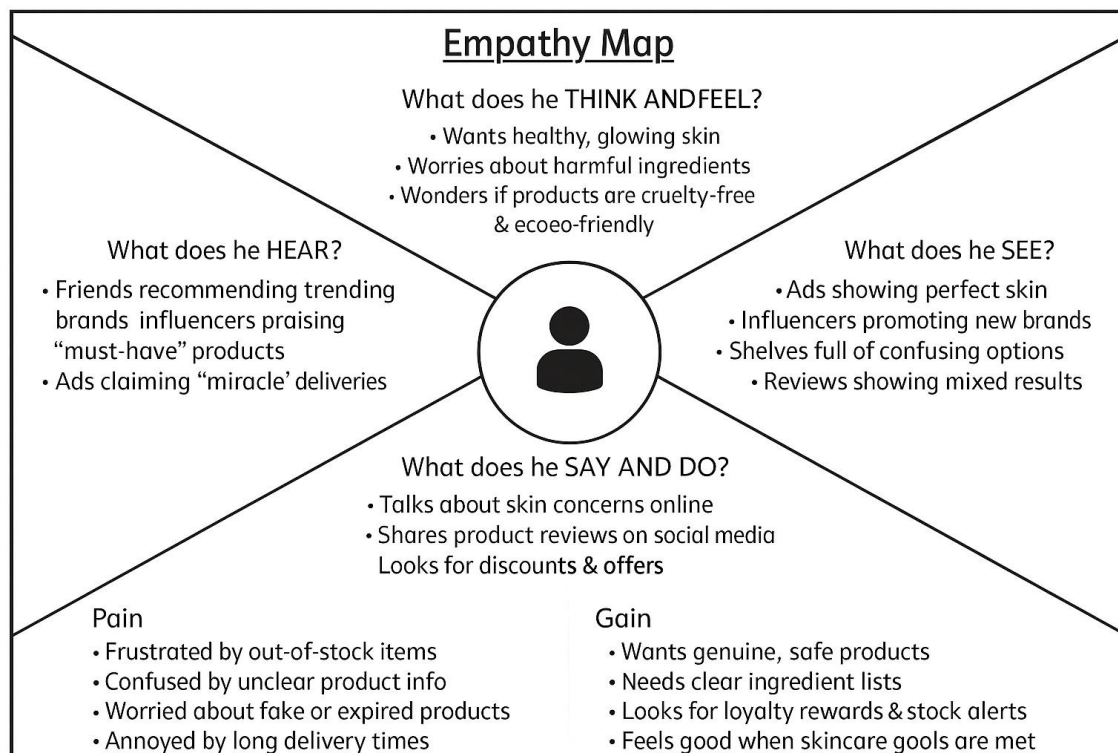 Empathy Map
What does he THINK ANDFEEL?
• Wants healthy, glowing skin
• Worries about harmful ingredients
• Wonders if products are cruelty-free
& ecoeo-friendly
What does he HEAR?
• Friends recommending trending
brands influencers praising
“must-have” products
• Ads claiming “miracle’ deliveries
What does he SEE?
• Ads showing perfect skin
• Influencers promoting new brands
• Shelves full of confusing options
• Reviews showing mixed results
What does he SAY AND DO?
• Talks about skin concerns online
• Shares product reviews on social media
Looks for discounts & offers
Pain
• Frustrated by out-of-stock items
• Confused by unclear product info
• Worried about fake or expired products
• Annoyed by long delivery times
Gain
• Wants genuine, safe products
• Needs clear ingredient lists
• Looks for loyalty rewards & stock alerts
• Feels good when skincare gools are met